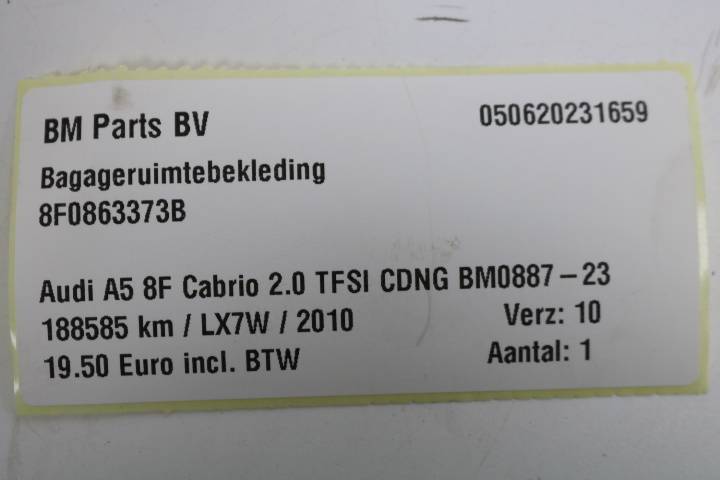 BM Parts BV 050620231659
Bagageruimtebekleding
8F0863373B
Audi A5 8F Cabrio 2.0 TFSI CDNG BM0887-23
188585 km / LX7W / 2010 Verz: 10
19.50 Euro incl. BTW Aantal: 1